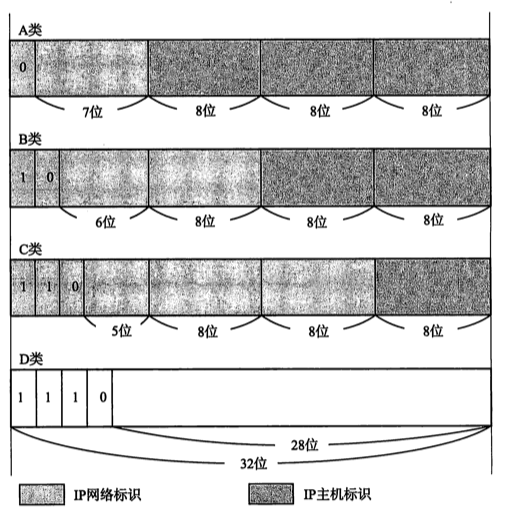 A类
0
7位 8位 8位 8位
B类
1 0
6位 8位 8位 8位
C类
1 1 0
5位 8位 8位 8位
D类
1 1 1 0
28位
32位
IP网络标识 IP主机标识